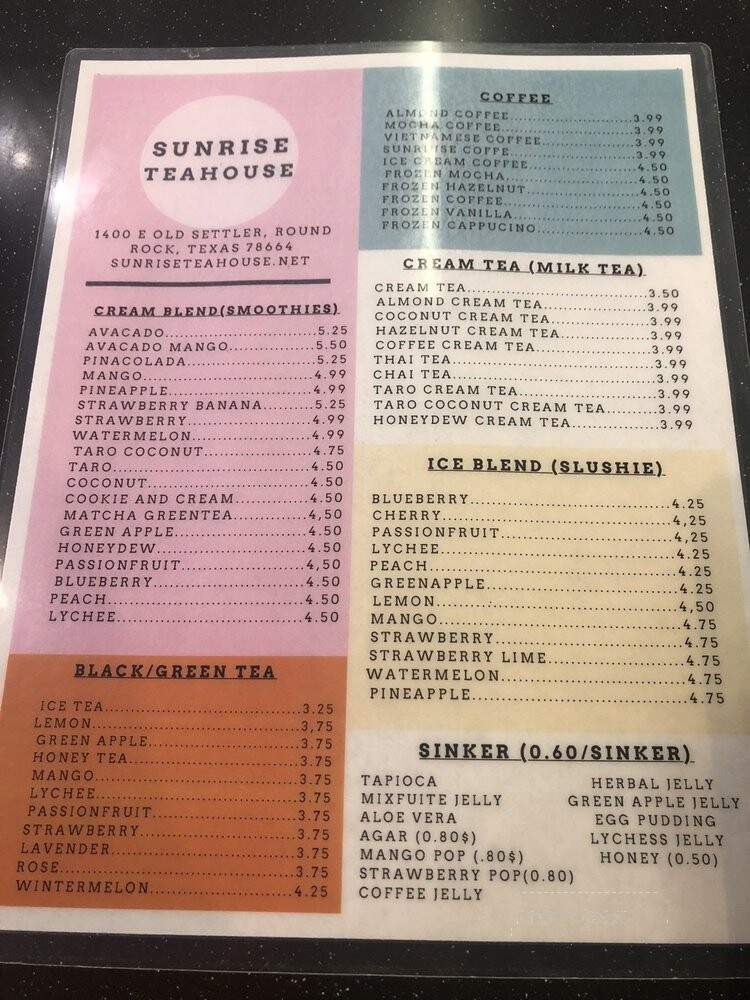 SUNRISE
TEAHOUSE
1400 E OLD SETTLER, ROUND
ROCK, TEXAS 78664
SUNRISETEAHOUSE.NET
CREAM BLEND(SMOOTHIES)
AVACADO 5.25
AVACADO MANGO 5.50
PINACOLADA 5.25
MANGO 4.99
PINEAPPLE 4.99
STRAWBERRY BANANA 5.25
STRAWBERRY 4.99
WATERMELON 4.99
TARO COCONUT 4.75
TARO 4.50
COCONUT 4.50
COOKIE AND CREAM 4.50
MATCHA GREENTEA 4,50
GREEN APPLE 4.50
HONEYDEW 4.50
PASSIONFRUIT 4,50
BLUEBERRY 4.50
PEACH 4.50
LYCHEE 4.50
BLACK/GREEN TEA
ICE TEA 3.25
LEMON 3,75
GREEN APPLE 3.75
HONEY TEA 3.75
MANGO 3.75
LYCHEE 3.75
PASSIONFRUIT 3.75
STRAWBERRY 3.75
LAVENDER 3.75
ROSE 3.75
WINTERMELON 4.25
COFFEE
ALMOND COFFEE 3.99
MOCHA COFFEE 3.99
VIETNAMESE COFFEE 3.99
SUNRIISE COFFE 3.99
ICE CREAM COFFEE 4.50
FROZEN MOCHA 4.50
FROZEN HAZELNUT 4.50
FROZEN COFFEE 4.50
FROZEN VANILLA 4.50
FROZEN CAPPUCINO 4.50
CREAM TEA (MILK TEA)
CREAM TEA 3.50
ALMOND CREAM TEA 3.99
COCONUT CREAM TEA 3.99
HAZELNUT CREAM TEA 3.99
COFFEE CREAM TEA 3.99
THAI TEA 3.99
CHAI TEA 3.99
TARO CREAM TEA 3.99
TARO COCONUT CREAM TEA 3.99
HONEYDEW CREAM TEA 3.99
ICE BLEND (SLUSHIE)
BLUEBERRY 4.25
CHERRY 4,25
PASSIONFRUIT 4,25
LYCHEE 4.25
PEACH 4.25
GREENAPPLE 4.25
LEMON 4,50
MANGO 4.75
STRAWBERRY 4.75
STRAWBERRY LIME 4.75
WATERMELON 4.75
PINEAPPLE 4.75
SINKER (0.60/SINKER)
TAPIOCA
MIXFUITE JELLY
ALOE VERA
AGAR (0.80$)
MANGO POP (.80$)
STRAWBERRY POP(0.80)
COFFEE JELLY
HERBAL JELLY
GREEN APPLE JELLY
EGG PUDDING
LYCHESS JELLY
HONEY (0.50)